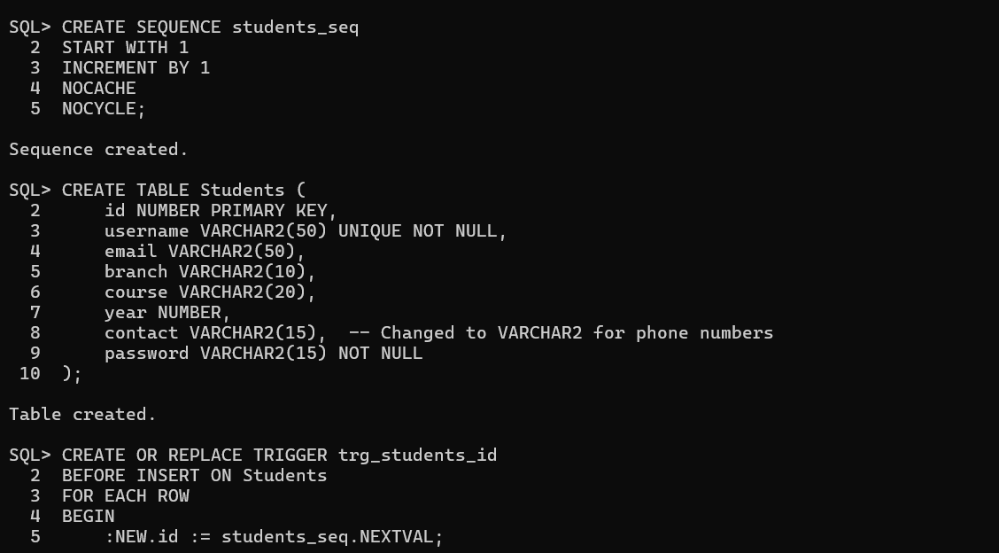 SQL> CREATE SEQUENCE students_seq
  2  START WITH 1
  3  INCREMENT BY 1
  4  NOCACHE
  5  NOCYCLE;
Sequence created.
SQL> CREATE TABLE Students (
  2      id NUMBER PRIMARY KEY,
  3      username VARCHAR2(50) UNIQUE NOT NULL,
  4      email VARCHAR2(50),
  5      branch VARCHAR2(10),
  6      course VARCHAR2(20),
  7      year NUMBER,
  8      contact VARCHAR2(15),  -- Changed to VARCHAR2 for phone numbers
  9      password VARCHAR2(15) NOT NULL
 10  );
Table created.
SQL> CREATE OR REPLACE TRIGGER trg_students_id
  2  BEFORE INSERT ON Students
  3  FOR EACH ROW
  4  BEGIN
  5      :NEW.id := students_seq.NEXTVAL;